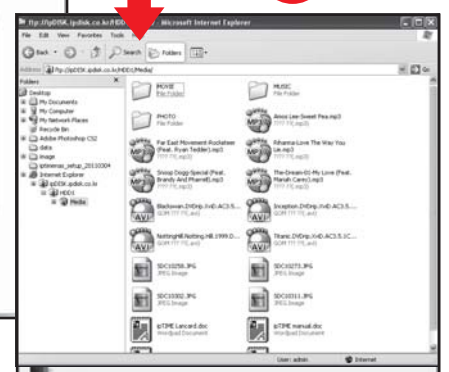 ftp://ipDISK.ipdisk.co.kr/HDD - Microsoft Internet Explorer
File Edit View Favorites Tools
Back Search Folders
Address ftp://ipDISK.ipdisk.co.kr/HDD1/Media/ Go
Folders
Desktop
My Documents
My Computer
My Network Places
Recycle Bin
Adobe Photoshop CS2
data
image
iptimenas_setup_20110304
Internet Explorer
ipDISK.ipdisk.co.kr
HDD1
Media
MOVIE
File Folder
MUSIC
File Folder
PHOTO
File Folder
Amos Lee-Sweet Pea.mp3
Far East Movement-Rocketeer
(Feat. Ryan Tedder).mp3
Rihanna-Love The Way You
Lie.mp3
Snoop Dogg-Special (Feat.
Brandy And Pharrell).mp3
The-Dream-01-My Love (Feat.
Mariah Carey).mp3
Blackswan.DVDrip.XviD.AC3.5....
Inception.DVDrip.XviD.AC3.5....
NottingHill.Notting.Hill.1999.D...
Titanic.DVDrip.XviD.AC3.5.1C...
SDC10258.JPG
JPEG Image
SDC10273.JPG
JPEG Image
SDC10302.JPG
JPEG Image
SDC10311.JPG
JPEG Image
ipTIME Lancard.doc
Wordpad Document
ipTIME manual.doc
Wordpad Document
User: admin Internet